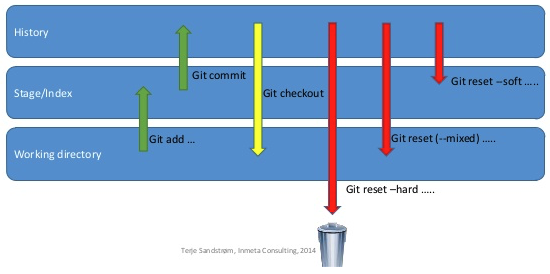 History
Git commit
Git reset --soft .....
Stage/Index
Git checkout
Git add ...
Git reset (--mixed) .....
Working directory
Git reset –hard .....
Terje Sandstrøm, Inmeta Consulting, 2014